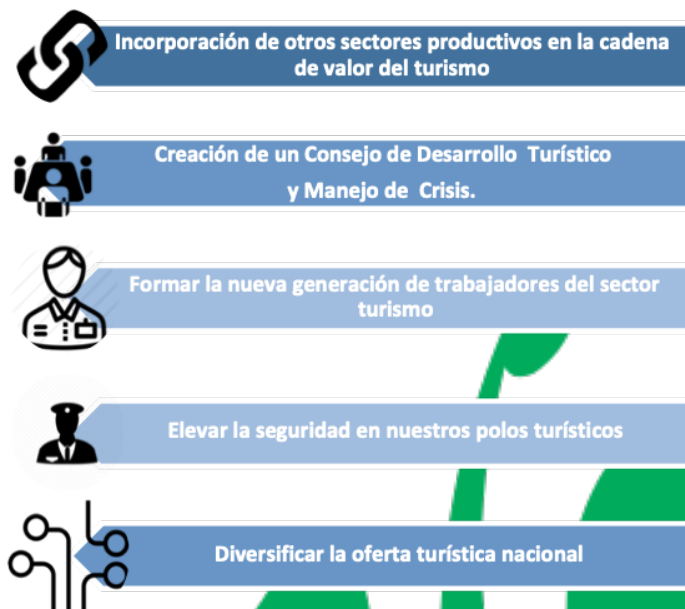 Incorporación de otros sectores productivos en la cadena
de valor del turismo
Creación de un Consejo de Desarrollo Turístico
y Manejo de Crisis.
Formar la nueva generación de trabajadores del sector
turismo
Elevar la seguridad en nuestros polos turísticos
Diversificar la oferta turística nacional